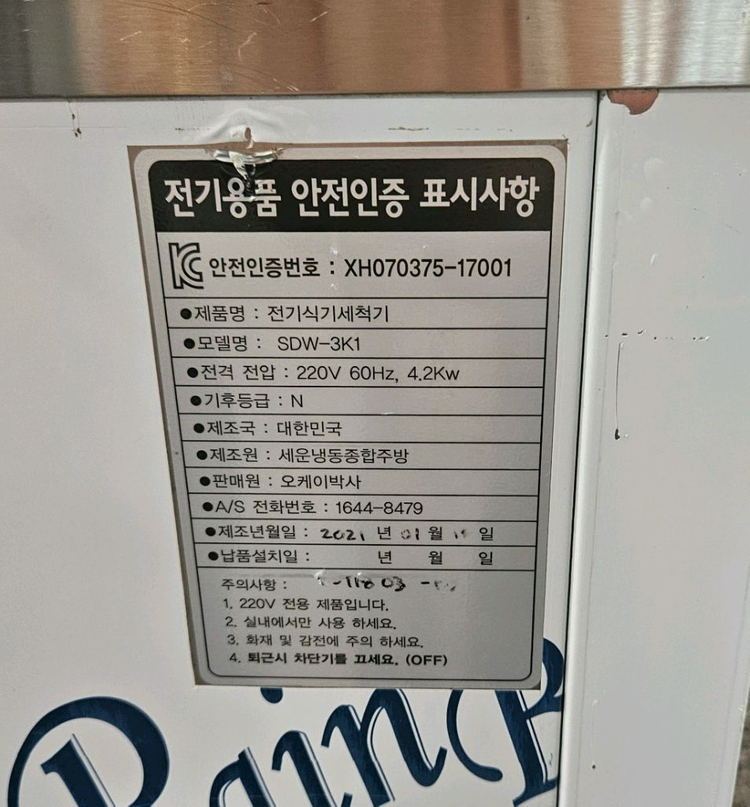 전기용품 안전인증 표시사항
KC 안전인증번호 : XH070375-17001
●제품명 : 전기식기세척기
●모델명 : SDW-3K1
●전격 전압 : 220V 60Hz, 4.2Kw
●기후등급 : N
●제조국 : 대한민국
●제조원 : 세운냉동종합주방
●판매원 : 오케이박사
●A/S 전화번호 : 1644-8479
●제조년월일 : 2021 년 01 월 일
●납품설치일 : 년 월 일
주의사항 :
1. 220V 전용 제품입니다.
2. 실내에서만 사용 하세요.
3. 화재 및 감전에 주의 하세요.
4. 퇴근시 차단기를 끄세요. (OFF)
RainB